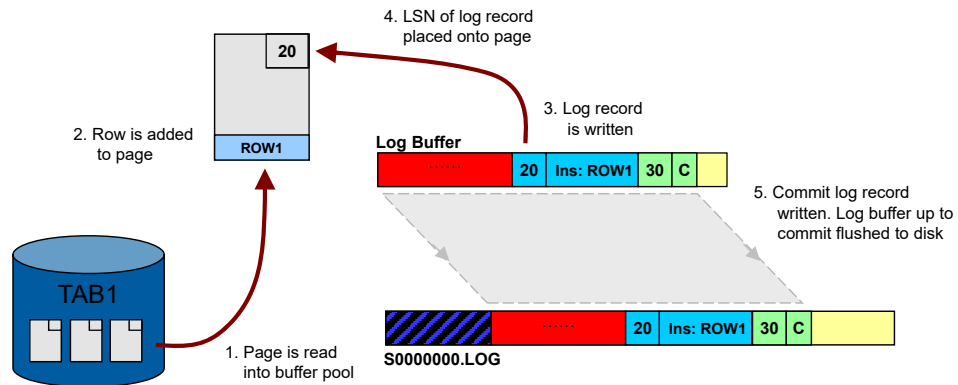 4. LSN of log record
placed onto page
20
2. Row is added
to page
ROW1
3. Log record
is written
Log Buffer
...... 20 Ins: ROW1 30 C
5. Commit log record
written. Log buffer up to
commit flushed to disk
TAB1
1. Page is read
into buffer pool
...... 20 Ins: ROW1 30 C
S0000000.LOG